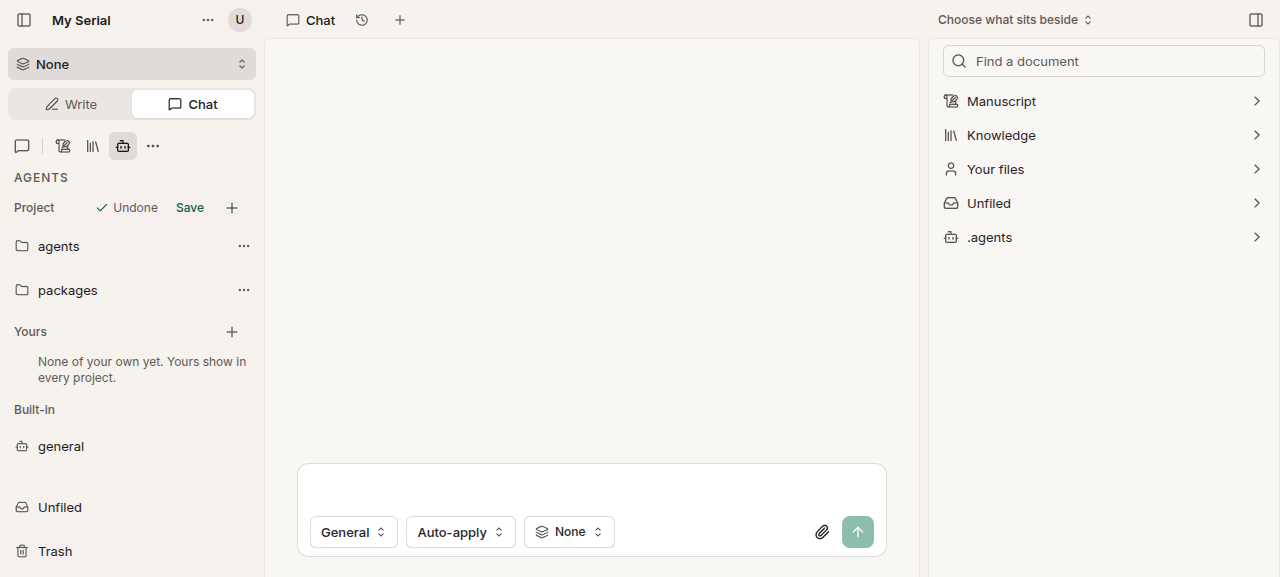 My Serial
U
None
Write
Chat
AGENTS
Project
Undone
Save
agents
packages
Yours
None of your own yet. Yours show in
every project.
Built-in
general
Unfiled
Trash
Chat
General
Auto-apply
None
Choose what sits beside
Find a document
Manuscript
Knowledge
Your files
Unfiled
.agents